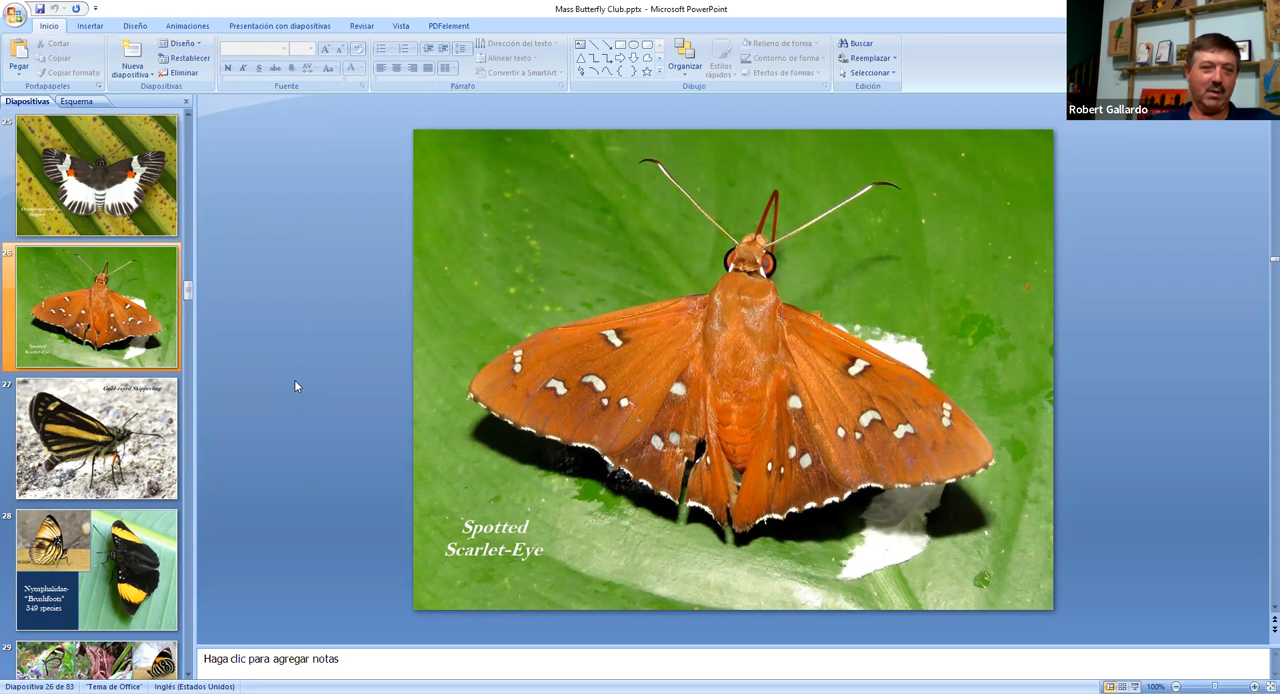 Mass Butterfly Club.pptx - Microsoft PowerPoint
Inicio
Insertar
Diseño
Animaciones
Presentación con diapositivas
Revisar
Vista
PDFelement
Pegar
Cortar
Copiar
Copiar formato
Portapapeles
Nueva
diapositiva
Diseño
Restablecer
Eliminar
Diapositivas
N K S abc S AV Aa A
Fuente
Dirección del texto
Alinear texto
Convertir a SmartArt
Párrafo
Organizar
Estilos
rápidos
Relleno de forma
Contorno de forma
Efectos de formas
Dibujo
Buscar
Reemplazar
Seleccionar
Edición
Robert Gallardo
Diapositivas
Esquema
25
26
Spotted
Scarlet-Eye
27
Gold-rayed Skipperling
28
Nymphalidae-
"Brushfoots"
349 species
29
Spotted
Scarlet-Eye
Haga clic para agregar notas
Diapositiva 26 de 83
"Tema de Office"
Inglés (Estados Unidos)
100%